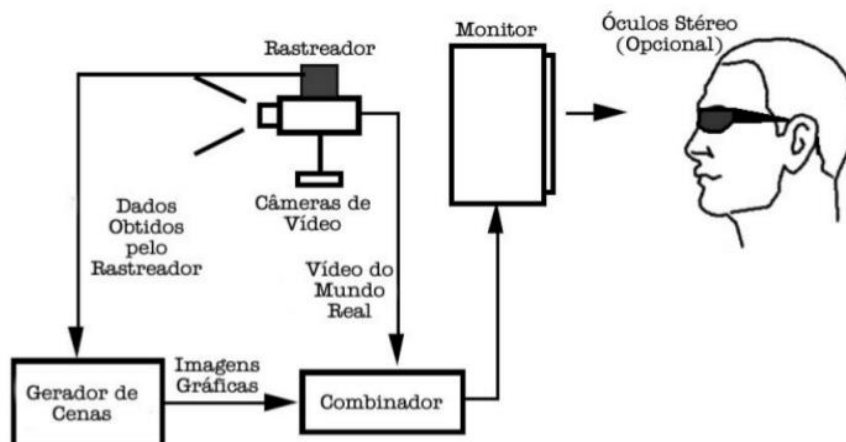 Rastreador
Monitor
Óculos Stéreo
(Opcional)
Câmeras de
Vídeo
Dados
Obtidos
pelo
Rastreador
Vídeo do
Mundo
Real
Gerador de
Cenas
Imagens
Gráficas
Combinador